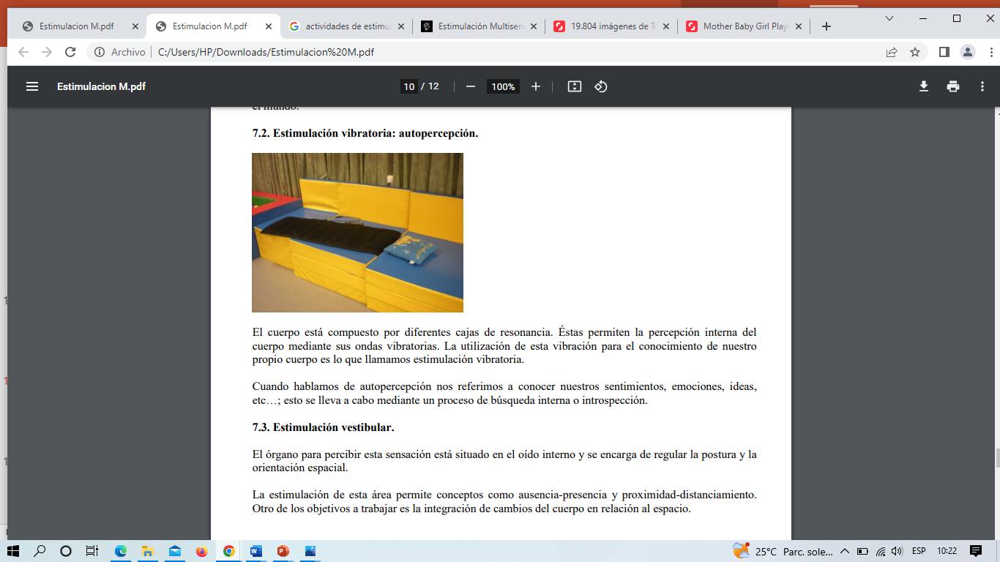 Estimulacion M.pdf
Estimulacion M.pdf
actividades de estimul
Estimulación Multisen
19.804 imágenes de T
Mother Baby Girl Play
Archivo
C:/Users/HP/Downloads/Estimulacion%20M.pdf
Estimulacion M.pdf
10 / 12
100%
el mundo.
7.2. Estimulación vibratoria: autopercepción.
El cuerpo está compuesto por diferentes cajas de resonancia. Éstas permiten la percepción interna del
cuerpo mediante sus ondas vibratorias. La utilización de esta vibración para el conocimiento de nuestro
propio cuerpo es lo que llamamos estimulación vibratoria.
Cuando hablamos de autopercepción nos referimos a conocer nuestros sentimientos, emociones, ideas,
etc…; esto se lleva a cabo mediante un proceso de búsqueda interna o introspección.
7.3. Estimulación vestibular.
El órgano para percibir esta sensación está situado en el oído interno y se encarga de regular la postura y la
orientación espacial.
La estimulación de esta área permite conceptos como ausencia-presencia y proximidad-distanciamiento.
Otro de los objetivos a trabajar es la integración de cambios del cuerpo en relación al espacio.
25°C Parc. sole...
ESP
10:22